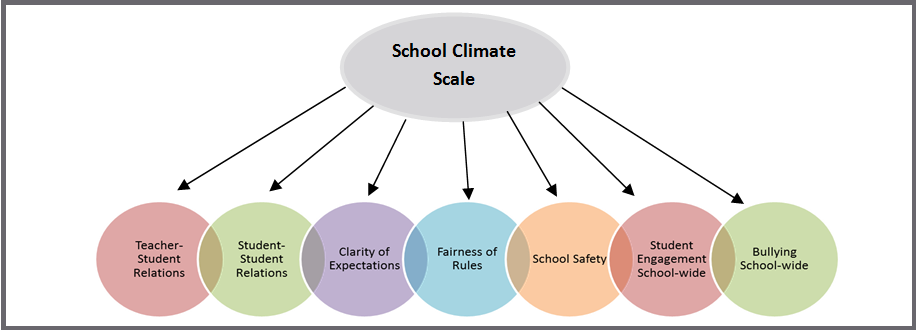 School Climate
Scale
Teacher-
Student
Relations
Student-
Student
Relations
Clarity of
Expectations
Fairness of
Rules
School Safety
Student
Engagement
School-wide
Bullying
School-wide